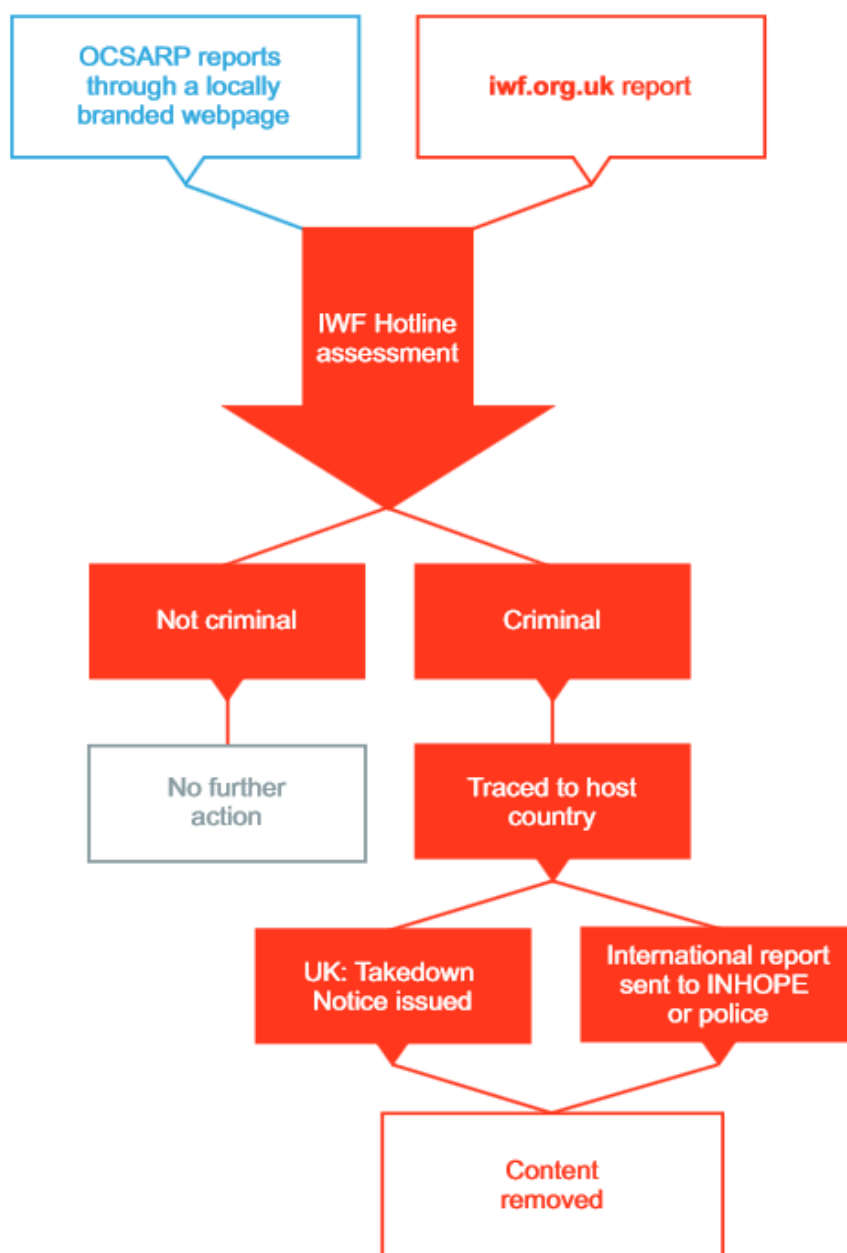 OCSARP reports
through a locally
branded webpage
iwf.org.uk report
IWF Hotline
assessment
Not criminal
Criminal
No further
action
Traced to host
country
UK: Takedown
Notice issued
International report
sent to INHOPE
or police
Content
removed